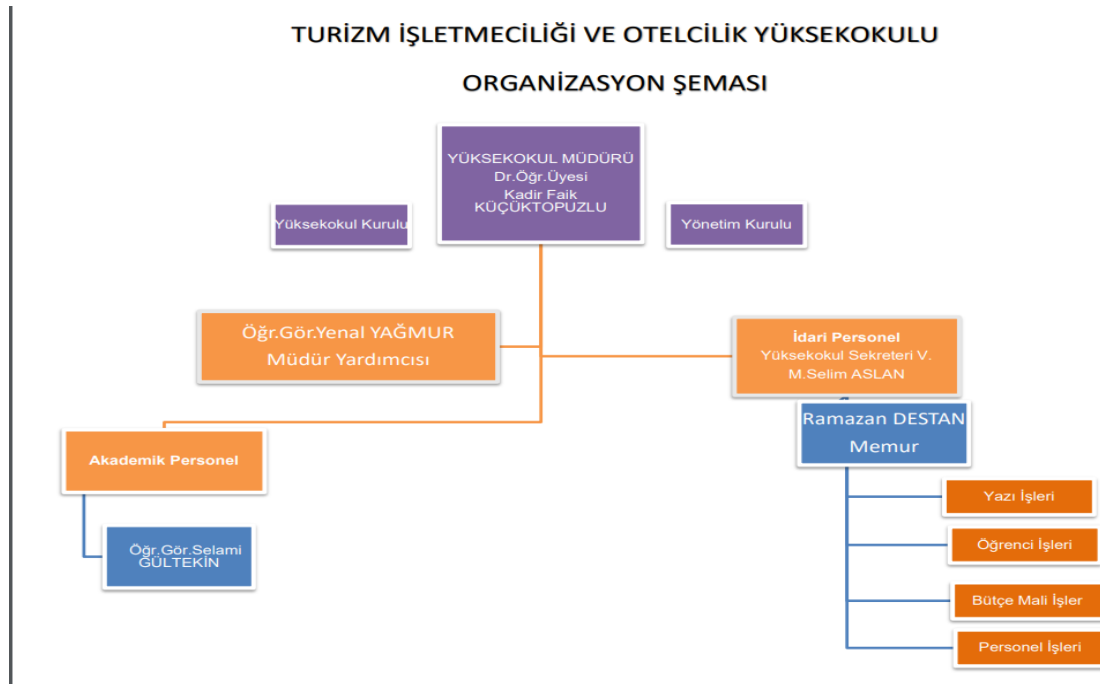 TURİZM İŞLETMECİLİĞİ VE OTELCİLİK YÜKSEKOKULU
ORGANİZASYON ŞEMASI
YÜKSEKOKUL MÜDÜRÜ
Dr.Öğr.Üyesi
Kadir Faik
KÜÇÜKTOPUZLU
Yüksekokul Kurulu
Yönetim Kurulu
Öğr.Gör.Yenal YAĞMUR
Müdür Yardımcısı
İdari Personel
Yüksekokul Sekreteri V.
M.Selim ASLAN
Ramazan DESTAN
Memur
Akademik Personel
Öğr.Gör.Selami
GÜLTEKİN
Yazı İşleri
Öğrenci İşleri
Bütçe Mali İşler
Personel İşleri